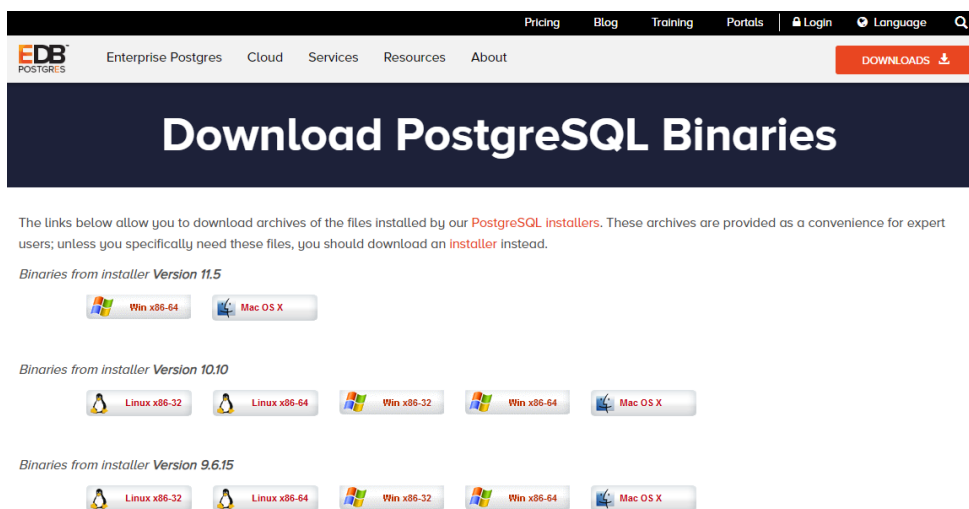 Pricing Blog Training Portals Login Language
EDB POSTGRES
Enterprise Postgres Cloud Services Resources About
DOWNLOADS
Download PostgreSQL Binaries
The links below allow you to download archives of the files installed by our PostgreSQL installers. These archives are provided as a convenience for expert
users; unless you specifically need these files, you should download an installer instead.
Binaries from installer Version 11.5
Win x86-64 Mac OS X
Binaries from installer Version 10.10
Linux x86-32 Linux x86-64 Win x86-32 Win x86-64 Mac OS X
Binaries from installer Version 9.6.15
Linux x86-32 Linux x86-64 Win x86-32 Win x86-64 Mac OS X